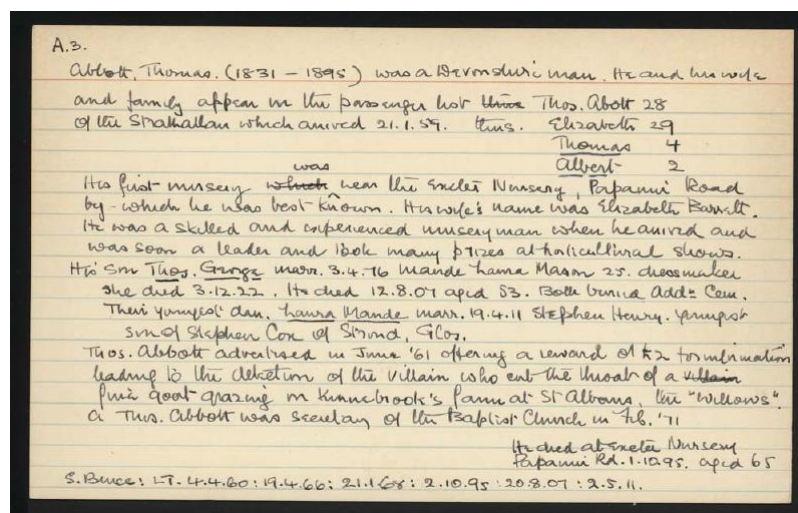 A.3.
Abbott, Thomas. (1831 - 1895) was a Devonshire man. He and his wife
and family appear in the passenger list thus Thos. Abott 28
of the Strathallan which arrived 21.1.59. thus. Elizabeth 29
Thomas 4
Albert 2
was
His first nursery which near the Exeter Nursery, Papanui Road
by which he was best known. His wife's name was Elizabeth Barrett.
He was a skilled and experienced nurseryman when he arrived and
was soon a leader and took many prizes at horticultural shows.
His son Thos. George marr. 3.4.76 Maude Laura Mason 25. dressmaker
she died 3.12.22. He died 12.8.07 aged 53. Both buried Add= Cem.
Their youngest dau. Laura Maude marr. 19.4.11 Stephen Henry. youngest
son of Stephen Cox of Stroud, Glos.
Thos. Abbott advertised in June '61 offering a reward of £2 for information
leading to the detection of the villain who cut the throat of a villain
fine goat grazing on Kinnebrook's farm at St Albans, the "Willows".
A Thos. Abbott was secretary of the Baptist Church in Feb. '71
He died at Exeter Nursery
Papanui Rd. 1.10.95. aged 65
S. Bruce: LT. 4.4.60: 19.4.66: 21.1.68: 2.10.95: 20.8.07: 2.5.11.